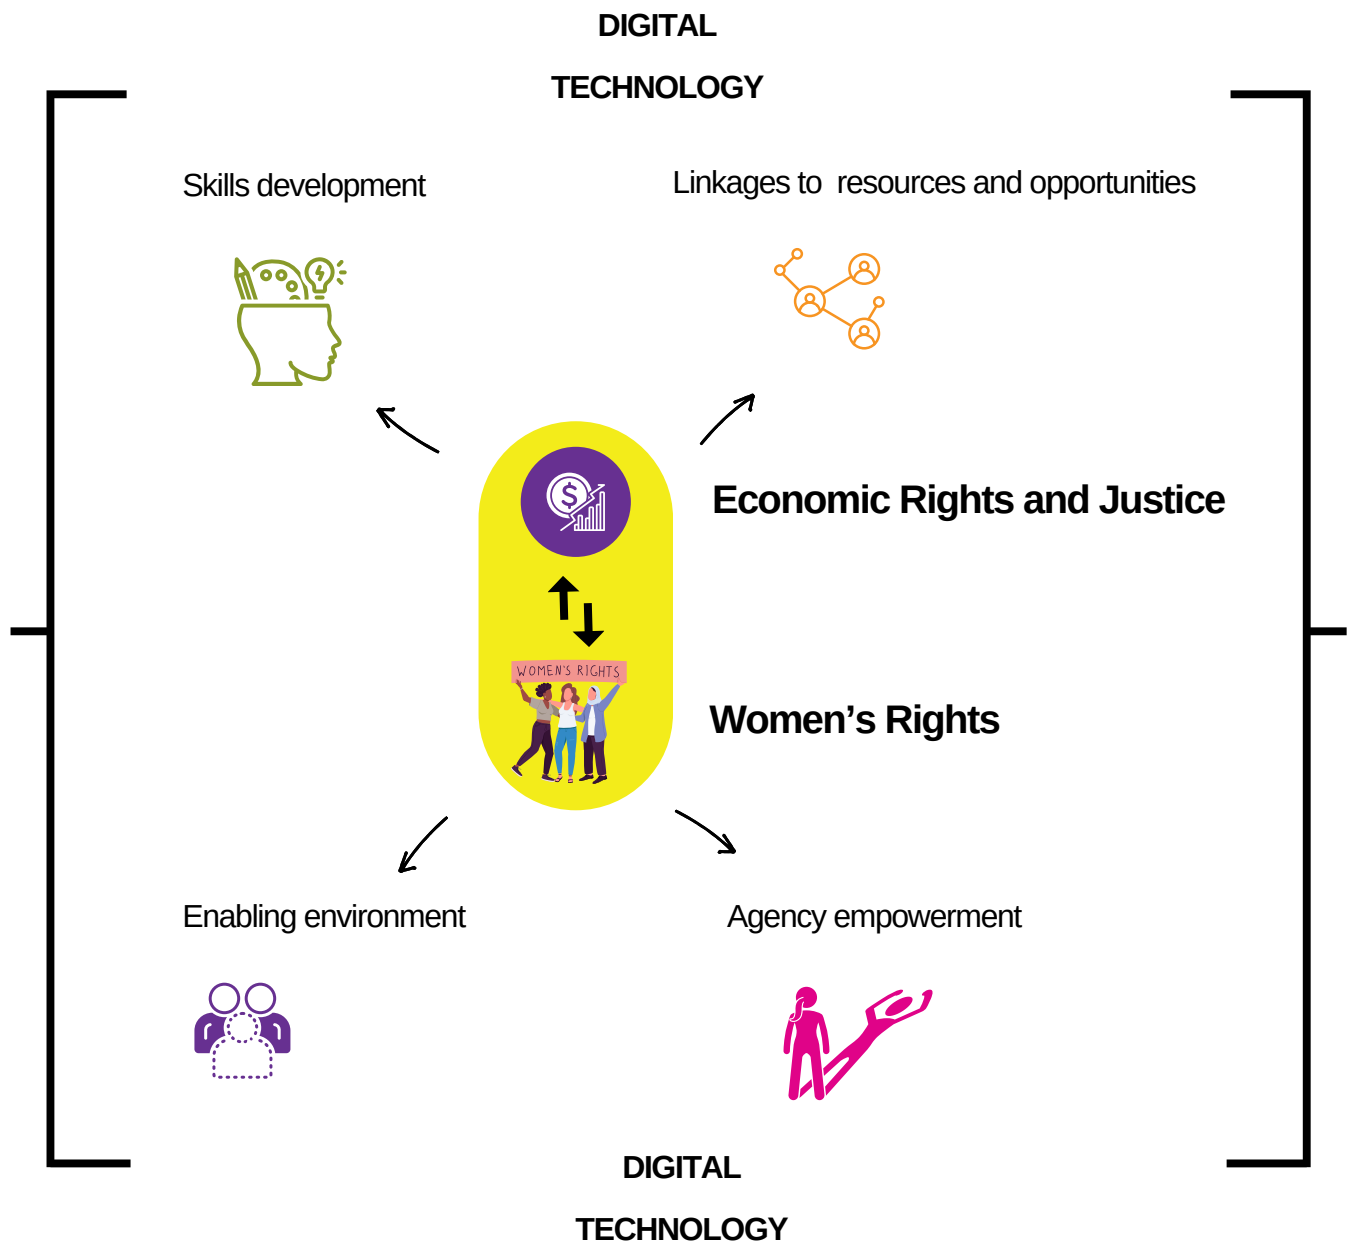 DIGITAL
TECHNOLOGY
Skills development
Linkages to resources and opportunities
$
Economic Rights and Justice
WOMEN'S RIGHTS
Women’s Rights
Enabling environment
Agency empowerment
DIGITAL
TECHNOLOGY